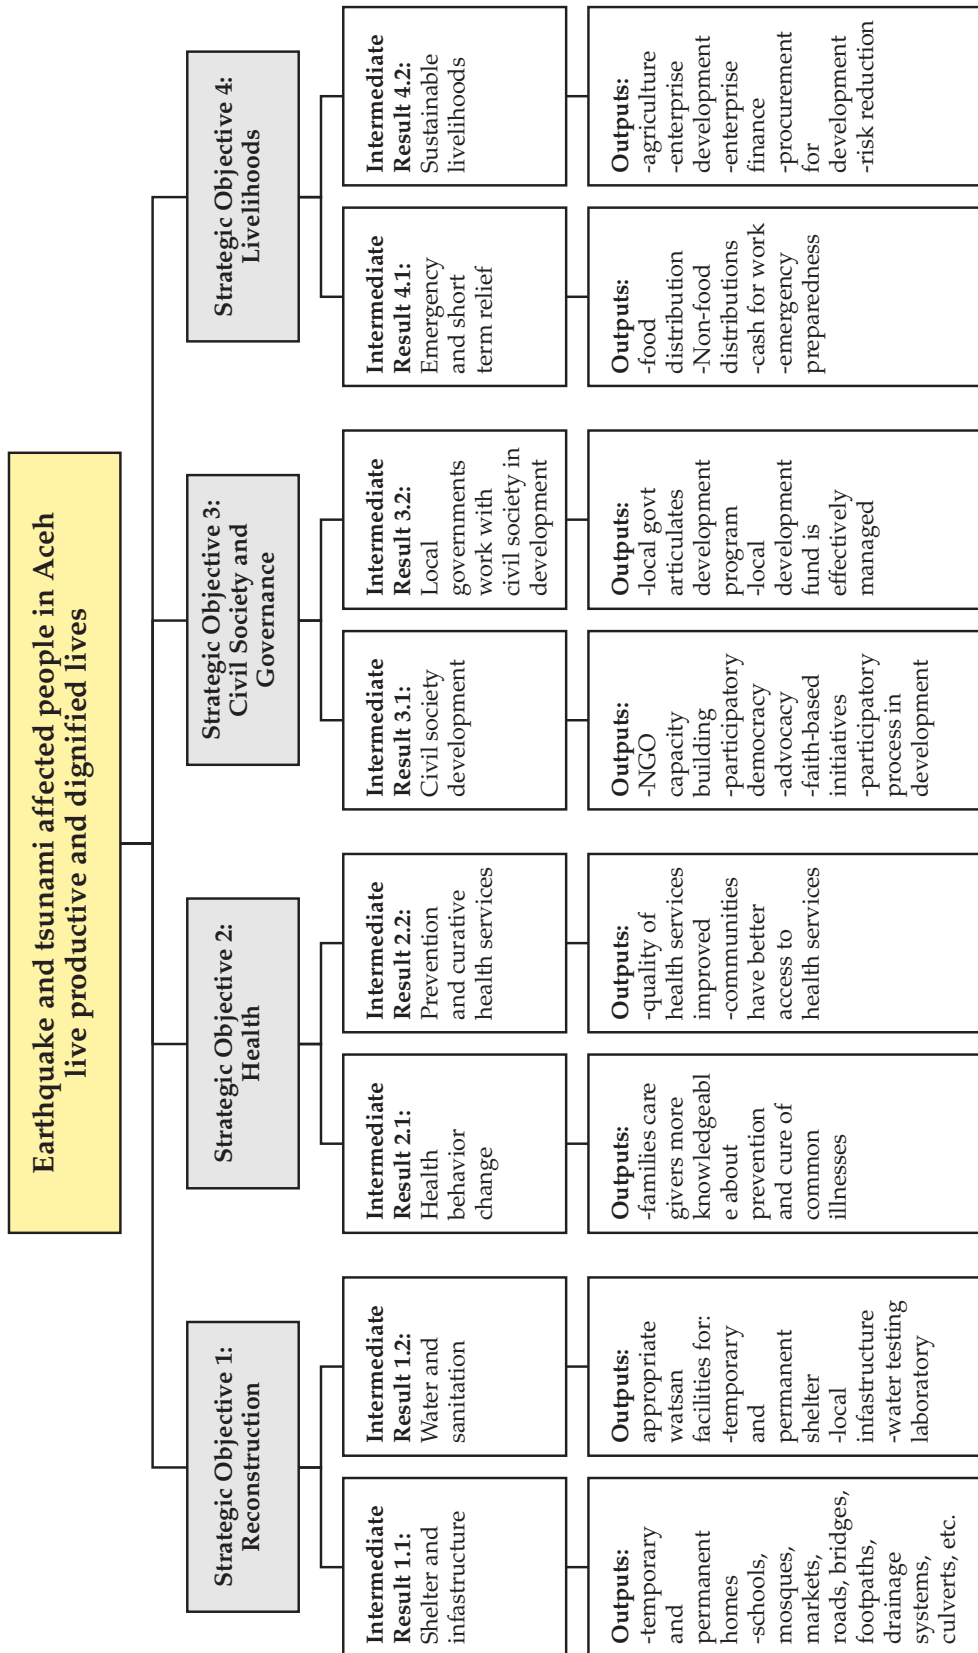 Earthquake and tsunami affected people in Aceh
live productive and dignified lives
Strategic Objective 1:
Reconstruction
Strategic Objective 2:
Health
Strategic Objective 3:
Civil Society and
Governance
Strategic Objective 4:
Livelihoods
Intermediate
Result 1.1:
Shelter and
infastructure
Intermediate
Result 1.2:
Water and
sanitation
Intermediate
Result 2.1:
Health
behavior
change
Intermediate
Result 2.2:
Prevention
and curative
health services
Intermediate
Result 3.1:
Civil society
development
Intermediate
Result 3.2:
Local
governments
work with
civil society in
development
Intermediate
Result 4.1:
Emergency
and short
term relief
Intermediate
Result 4.2:
Sustainable
livelihoods
Outputs:
-temporary
and
permanent
homes
-schools,
mosques,
markets,
roads, bridges,
footpaths,
drainage
systems,
culverts, etc.
Outputs:
appropriate
watsan
facilities for:
-temporary
and
permanent
shelter
-local
infastructure
-water testing
laboratory
Outputs:
-families care
givers more
knowledgeabl
e about
prevention
and cure of
common
illnesses
Outputs:
-quality of
health services
improved
-communities
have better
access to
health services
Outputs
-NGO
capacity
building
-participatory
democracy
-advocacy
-faith-based
initiatives
-participatory
process in
development
Outputs:
-local govt
articulates
development
program
-local
development
fund is
effectively
managed
Outputs:
-food
distribution
-Non-food
distributions
-cash for work
-emergency
preparedness
Outputs:
-agriculture
-enterprise
development
-enterprise
finance
-procurement
for
development
-risk reduction